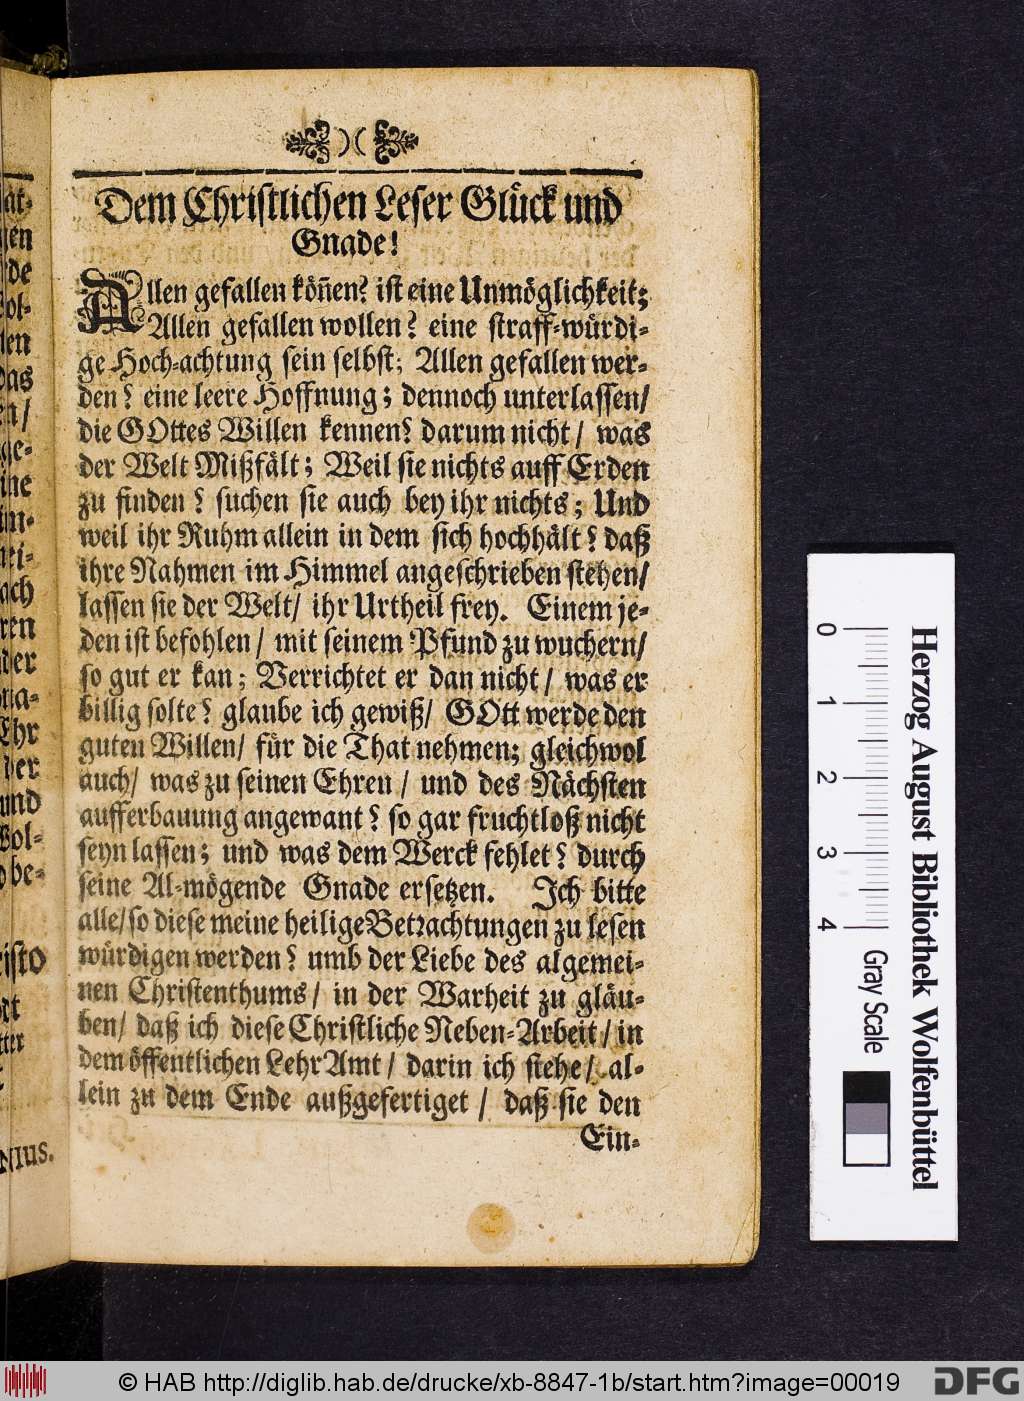 Dem Christlichen Leser Glück und
Gnade!
Allen gefallen kön̄en? ist eine Unmöglichkeit;
Allen gefallen wollen? eine straff-würdi-
ge Hoch-achtung sein selbst; Allen gefallen wer-
den? eine leere Hoffnung; dennoch unterlassen/
die GOttes Willen kennen? darum nicht/ was
der Welt Mißfält; Weil sie nichts auff Erden
zu finden? suchen sie auch bey ihr nichts; Und
weil ihr Ruhm allein in dem sich hochhält? daß
ihre Nahmen im Himmel angeschrieben stehen/
lassen sie der Welt/ ihr Urtheil frey. Einem je-
den ist befohlen/ mit seinem Pfund zu wuchern/
so gut er kan; Verrichtet er dan nicht/ was er
billig solte? glaube ich gewiß/ GOtt werde den
guten Willen/ für die That nehmen; gleichwol
auch/ was zu seinen Ehren/ und des Nächsten
aufferbauung angewant? so gar fruchtloß nicht
seyn lassen; und was dem Werck fehlet? durch
seine Al-mögende Gnade ersetzen. Ich bitte
alle/ so diese meine heilige Betrachtungen zu lesen
würdigen werden? umb der Liebe des algemei-
nen Christenthums/ in der Warheit zu gläu-
ben/ daß ich diese Christliche Neben-Arbeit/ in
dem öffentlichen LehrAmt/ darin ich stehe/ al-
lein zu dem Ende außgefertiget/ daß sie den
Ein-
0 1 2 3 4
Gray Scale
Herzog August Bibliothek Wolfenbüttel
© HAB http://diglib.hab.de/drucke/xb-8847-1b/start.htm?image=00019
DFG